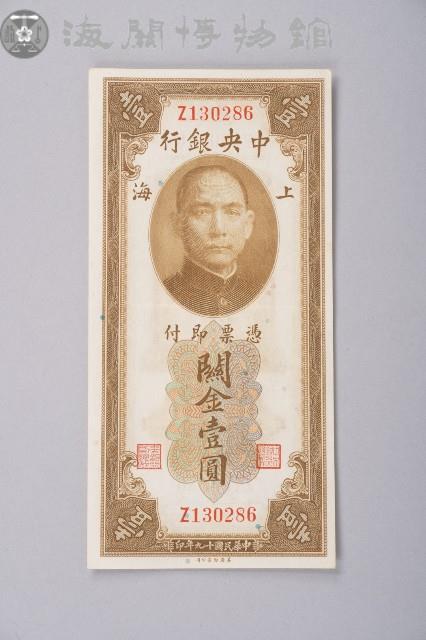 海關博物館
壹 壹
Z130286
行銀央中
海 上
付即票憑
關金壹圓
Z130286
壹 壹
印年九十國民華中